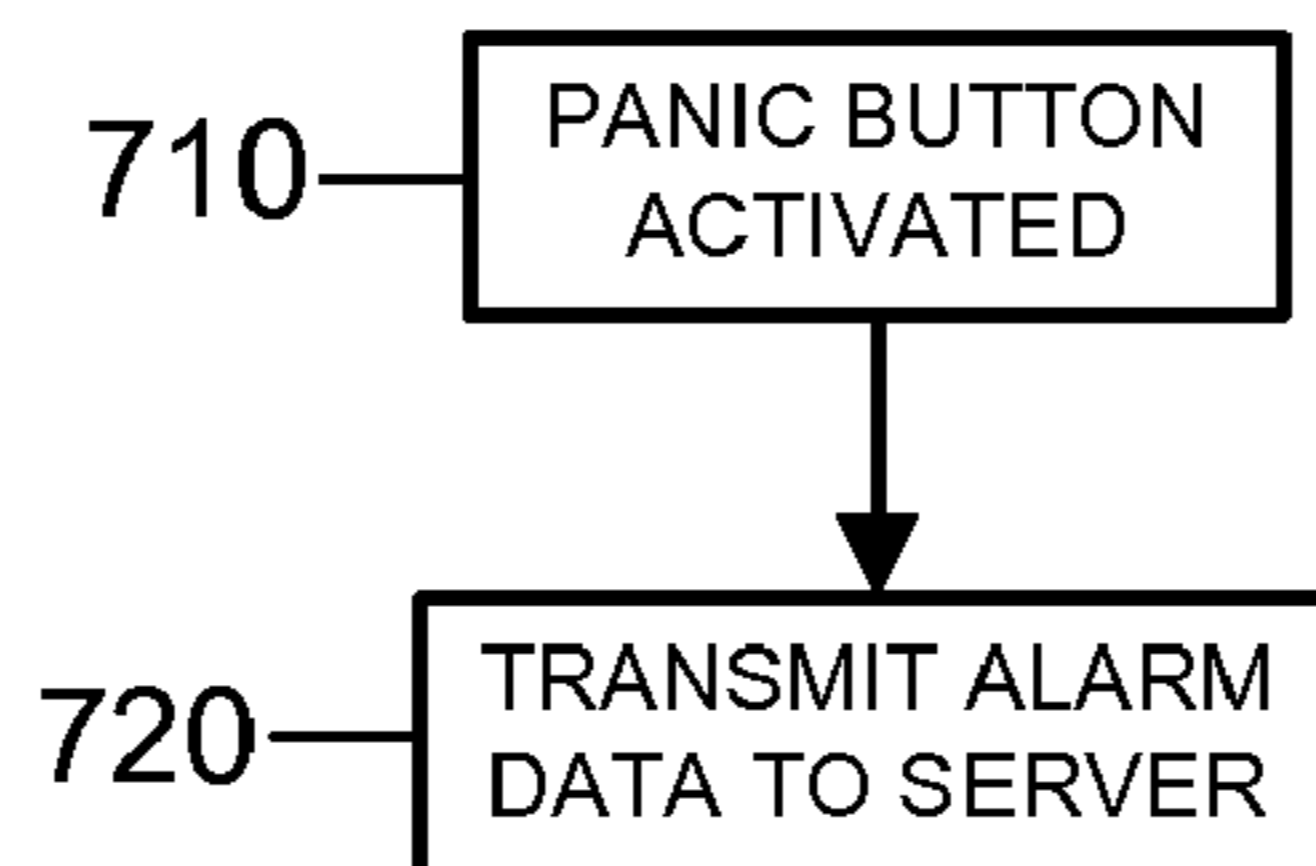 710
PANIC BUTTON
ACTIVATED
720
TRANSMIT ALARM
DATA TO SERVER